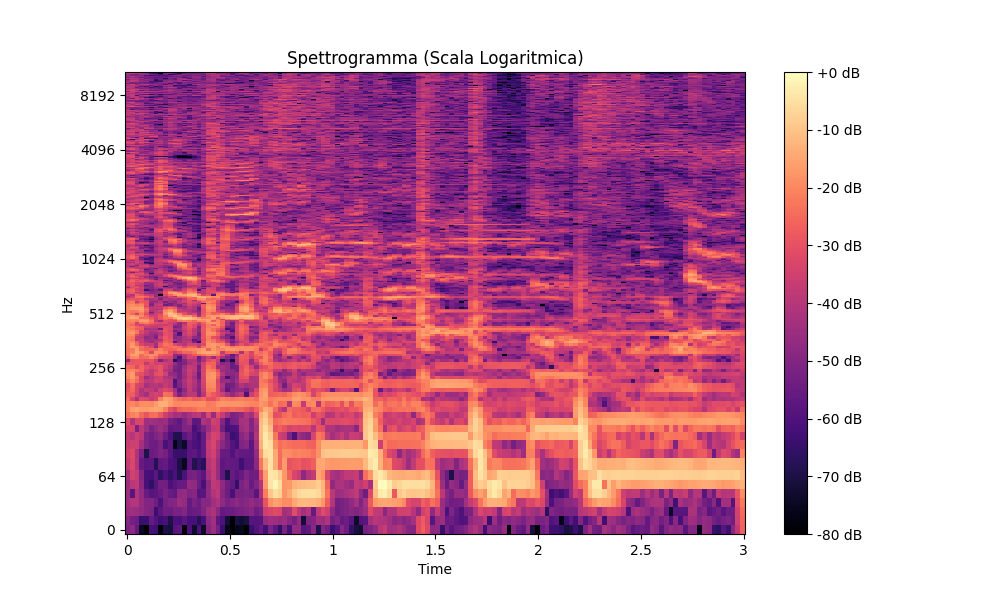 Spettrogramma (Scala Logaritmica)
Hz
8192
4096
2048
1024
512
256
128
64
0
0
0.5
1
1.5
2
2.5
3
Time
+0 dB
-10 dB
-20 dB
-30 dB
-40 dB
-50 dB
-60 dB
-70 dB
-80 dB